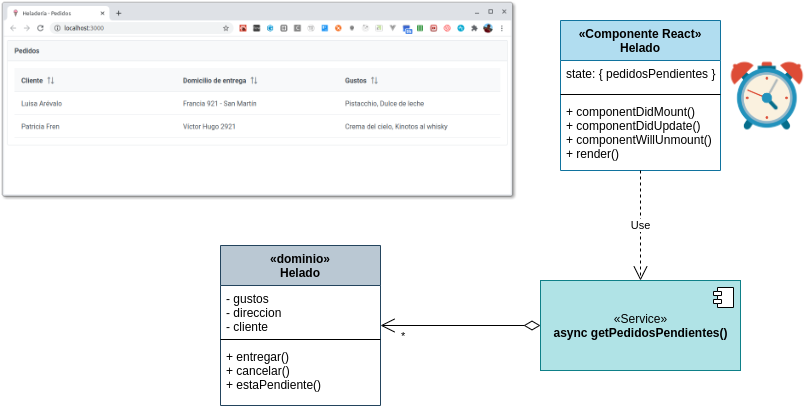 Heladería - Pedidos
localhost:3000
Pedidos
Cliente Domicilio de entrega Gustos
Luisa Arévalo Francia 921 - San Martín Pistacchio, Dulce de leche
Patricia Fren Víctor Hugo 2921 Crema del cielo, Kinotos al whisky
«Componente React»
Helado
state: { pedidosPendientes }
+ componentDidMount()
+ componentDidUpdate()
+ componentWillUnmount()
+ render()
Use
«dominio»
Helado
- gustos
- direccion
- cliente
+ entregar()
+ cancelar()
+ estaPendiente()
*
«Service»
async getPedidosPendientes()